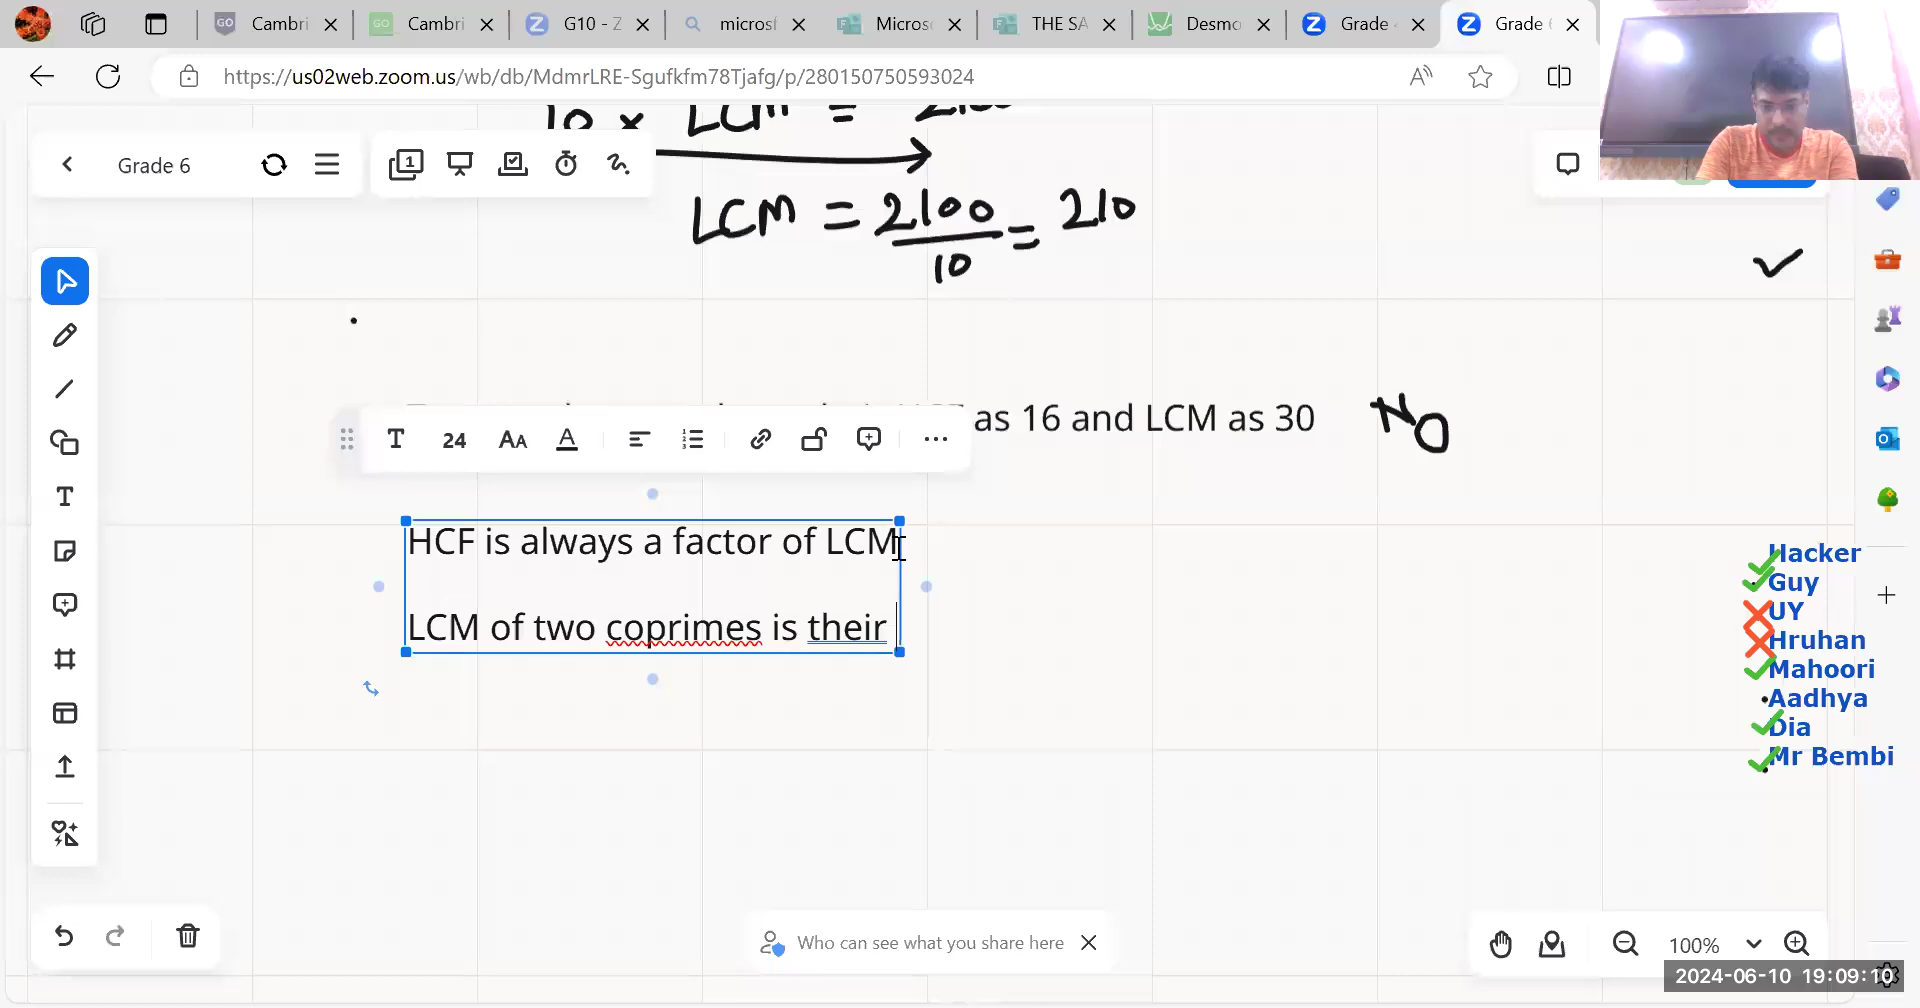 Cambri
Cambri
G10 - Z
microsf
Micros
THE SA
Desmo
Grade
Grade
https://us02web.zoom.us/wb/db/MdmrLRE-Sgufkfm78Tjafg/p/280150750593024
10 × LCM =
Grade 6
1
LCM = 2100 = 210
10
as 16 and LCM as 30
NO
24
HCF is always a factor of LCM
LCM of two coprimes is their
Hacker
Guy
UY
Hruhan
Mahoori
Aadhya
Dia
Mr Bembi
Who can see what you share here
100%
2024-06-10 19:09:10